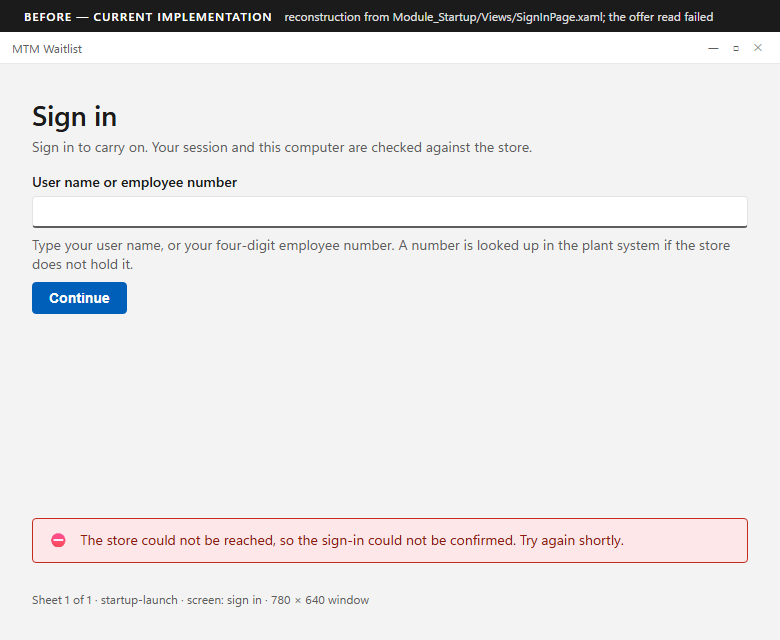 BEFORE — CURRENT IMPLEMENTATION reconstruction from Module_Startup/Views/SignInPage.xaml; the offer read failed
MTM Waitlist
Sign in
Sign in to carry on. Your session and this computer are checked against the store.
User name or employee number
Type your user name, or your four-digit employee number. A number is looked up in the plant system if the store
does not hold it.
Continue
The store could not be reached, so the sign-in could not be confirmed. Try again shortly.
Sheet 1 of 1 · startup-launch · screen: sign in · 780 × 640 window